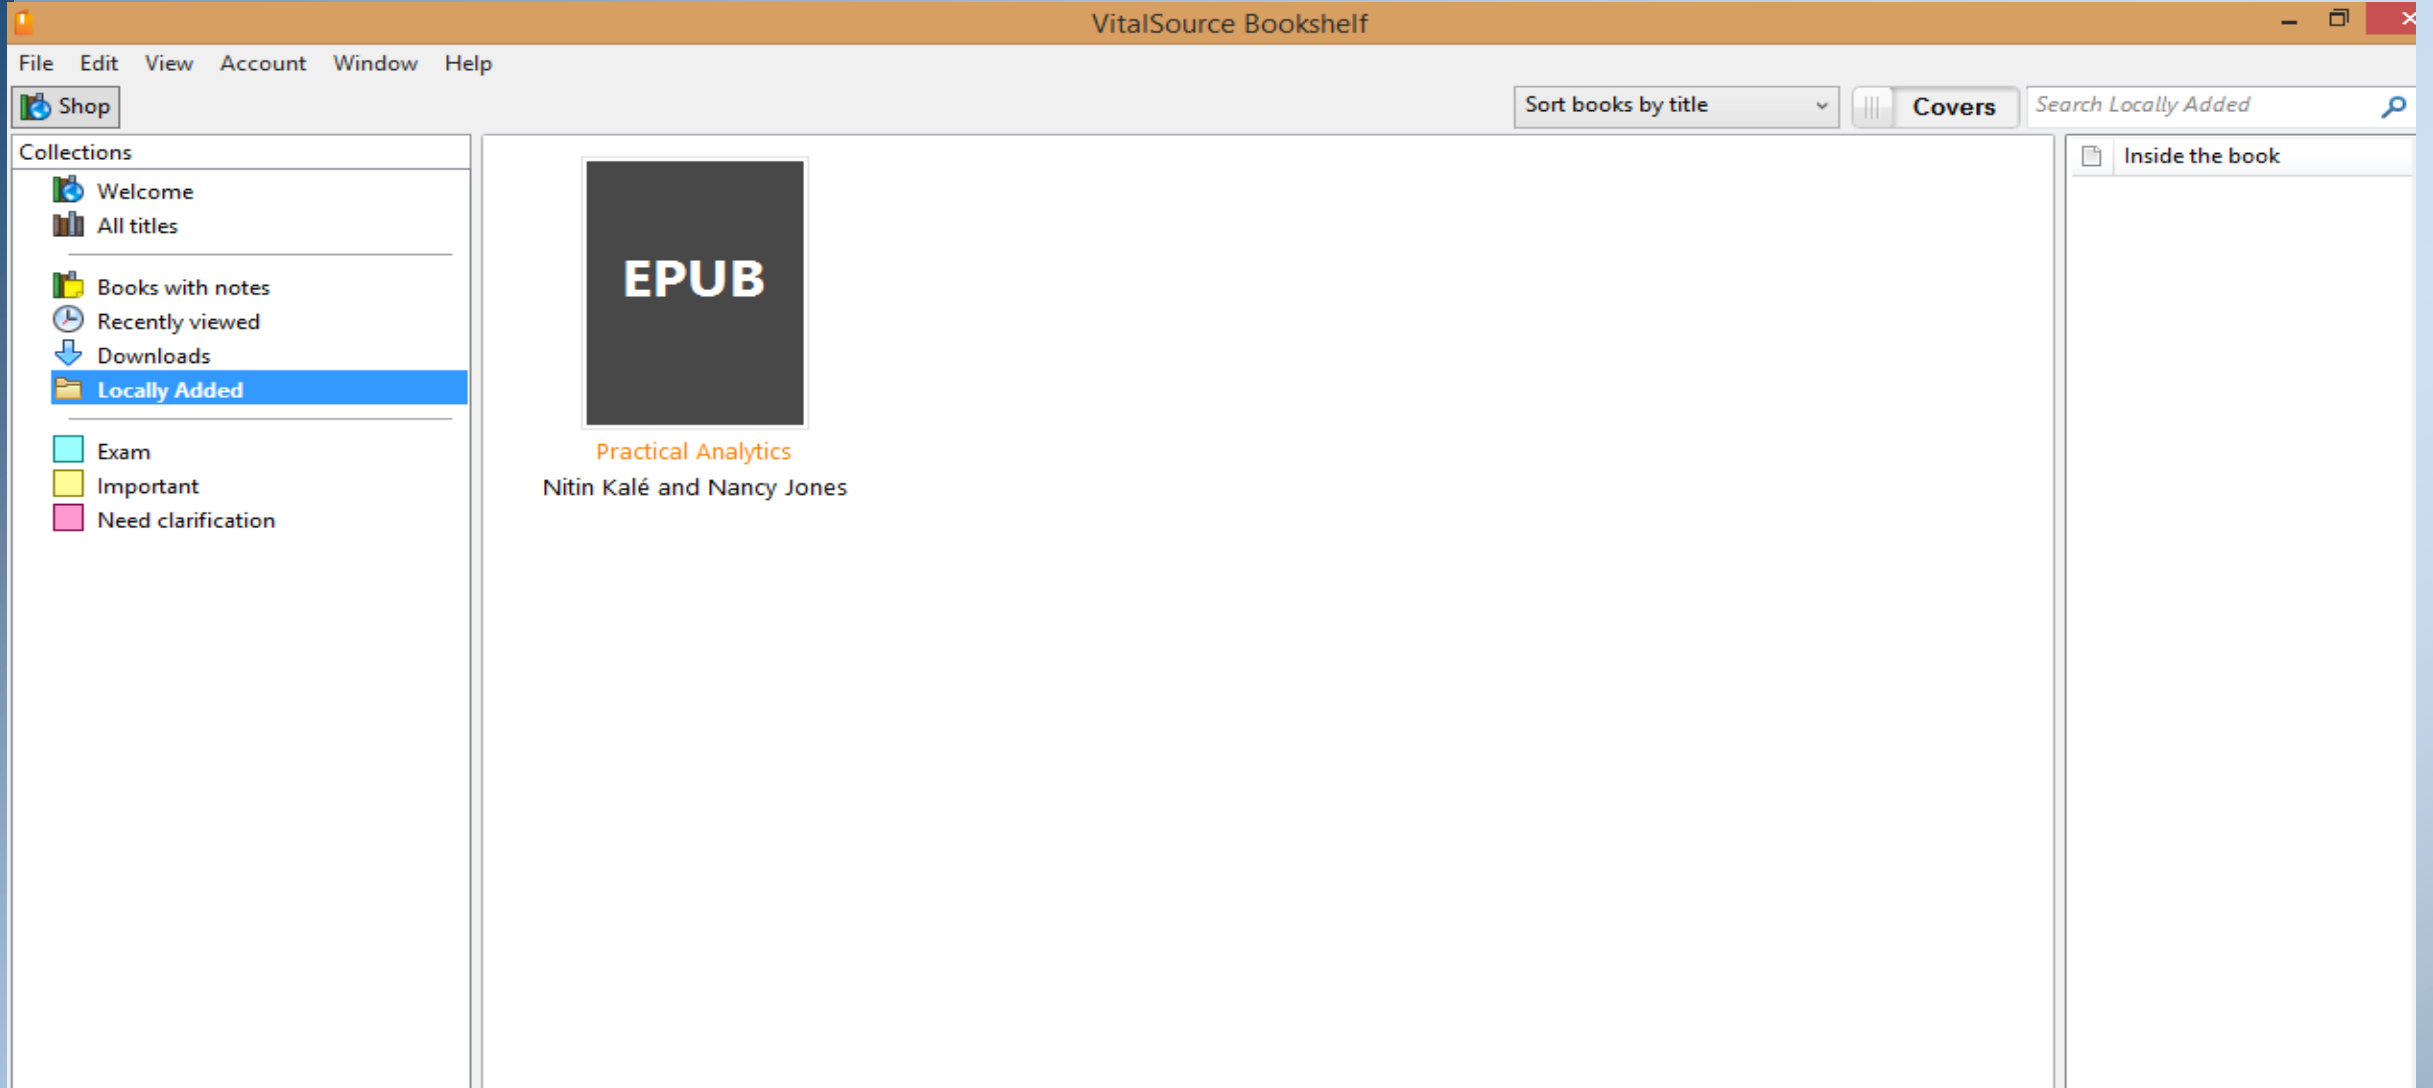 VitalSource Bookshelf
File Edit View Account Window Help
Shop
Sort books by title
Covers
Search Locally Added
Collections
Welcome
All titles
Books with notes
Recently viewed
Downloads
Locally Added
Exam
Important
Need clarification
EPUB
Practical Analytics
Nitin Kalé and Nancy Jones
Inside the book